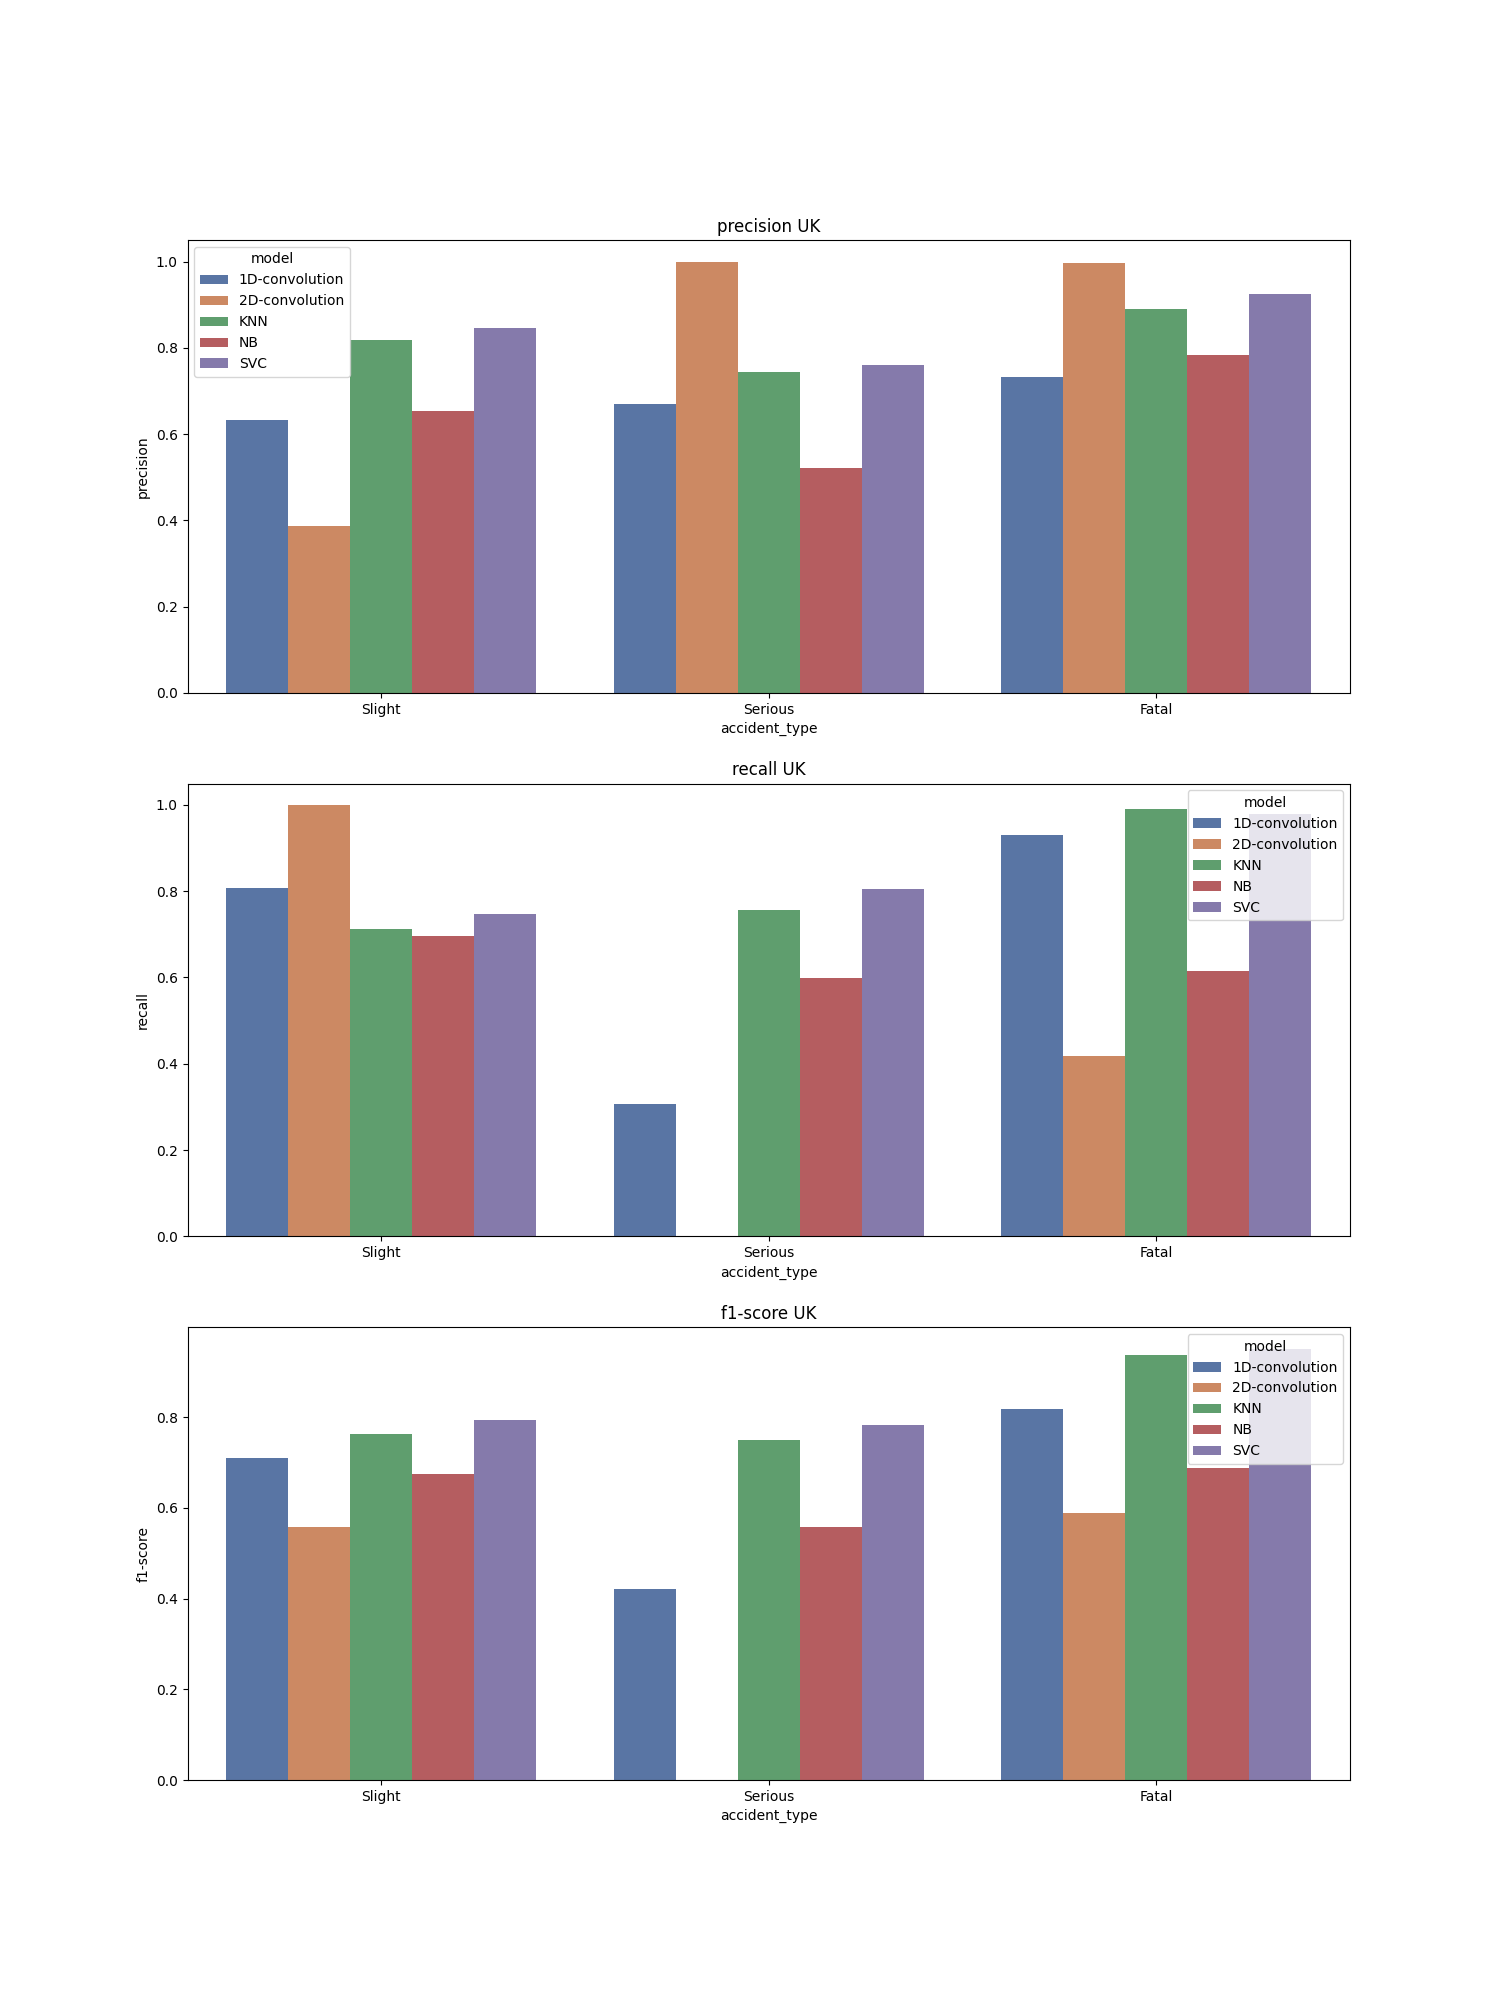 precision UK
model
1D-convolution
2D-convolution
KNN
NB
SVC
1.0
0.8
0.6
0.4
0.2
0.0
precision
Slight Serious Fatal
accident_type
recall UK
model
1D-convolution
2D-convolution
KNN
NB
SVC
1.0
0.8
0.6
0.4
0.2
0.0
recall
Slight Serious Fatal
accident_type
f1-score UK
model
1D-convolution
2D-convolution
KNN
NB
SVC
0.8
0.6
0.4
0.2
0.0
f1-score
Slight Serious Fatal
accident_type